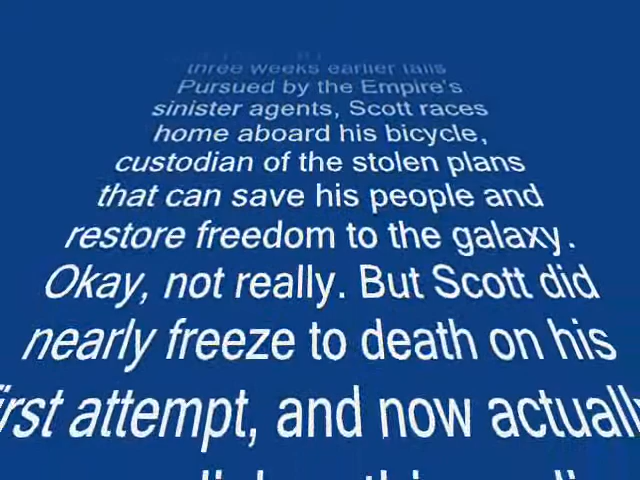 three weeks earlier fails
Pursued by the Empire's
sinister agents, Scott races
home aboard his bicycle,
custodian of the stolen plans
that can save his people and
restore freedom to the galaxy.
Okay, not really. But Scott did
nearly freeze to death on his
first attempt, and now actually